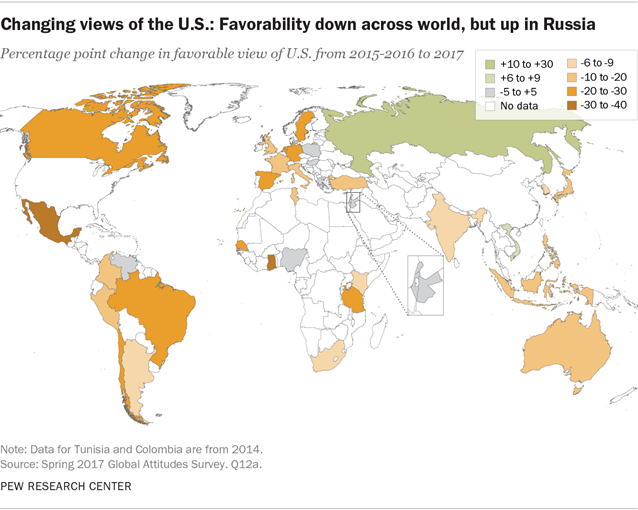 Changing views of the U.S.: Favorability down across world, but up in Russia
Percentage point change in favorable view of U.S. from 2015-2016 to 2017
+10 to +30
+6 to +9
-5 to +5
No data
-6 to -9
-10 to -20
-20 to -30
-30 to -40
Note: Data for Tunisia and Colombia are from 2014.
Source: Spring 2017 Global Attitudes Survey. Q12a.
PEW RESEARCH CENTER